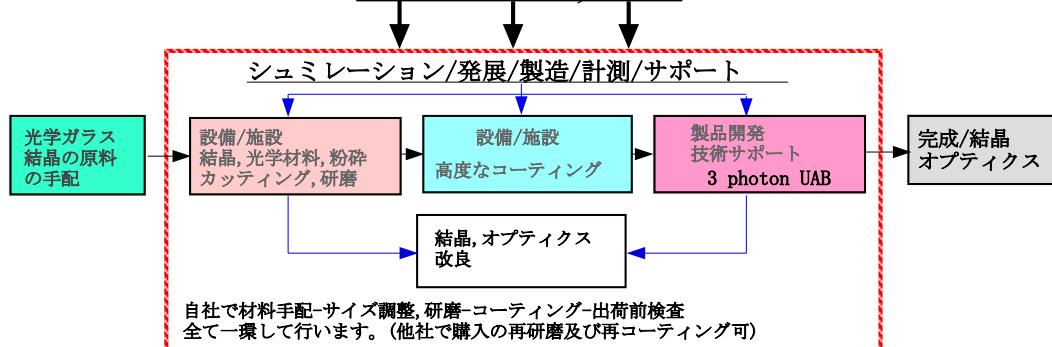 シュミレーション/発展/製造/計測/サポート
光学ガラス
結晶の原料
の手配
設備/施設
結晶,光学材料,粉砕
カッティング,研磨
設備/施設
高度なコーティング
製品開発
技術サポート
3 photon UAB
完成/結晶
オプティクス
結晶,オプティクス
改良
自社で材料手配-サイズ調整,研磨-コーティング-出荷前検査
全て一環して行います。(他社で購入の再研磨及び再コーティング可)